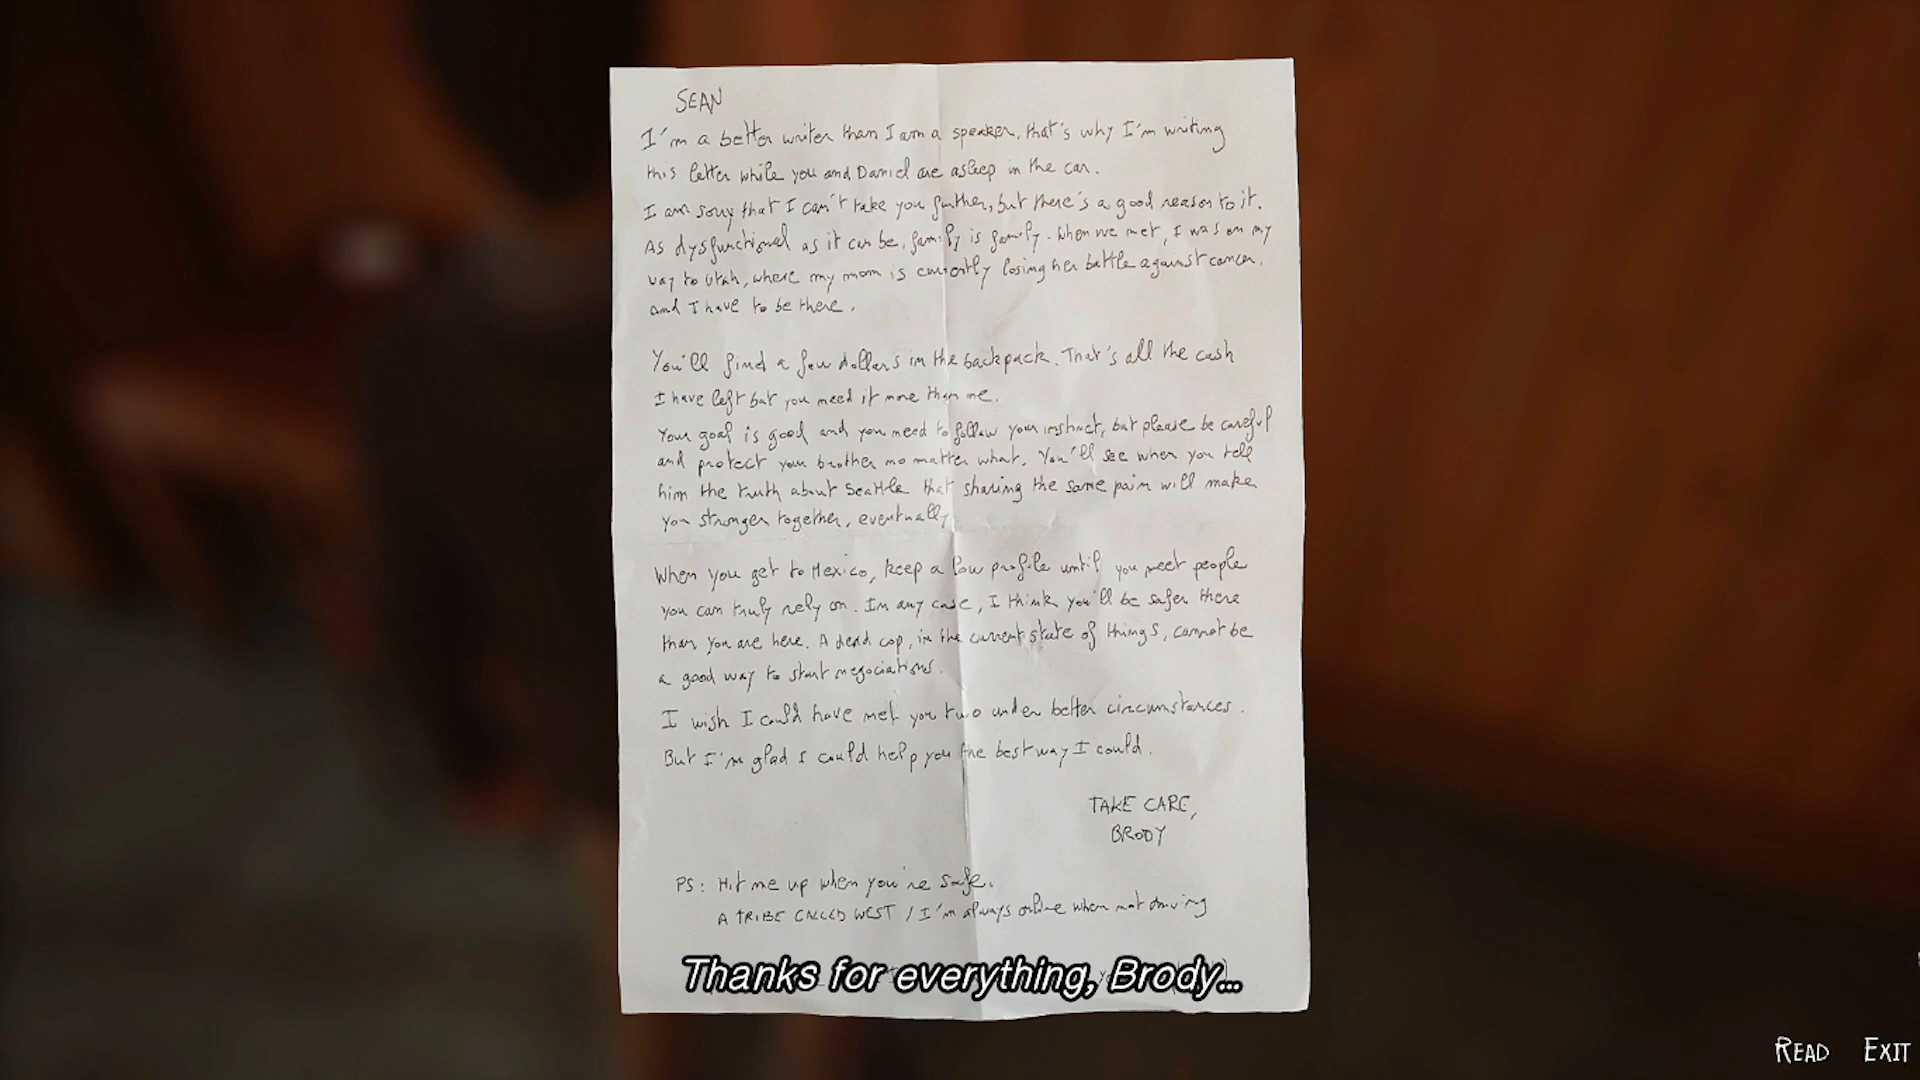 SEAN
I'm a better writer than I am a speaker, that's why I'm writing
this letter while you and Daniel are asleep in the car.
I am sorry that I can't take you further, but there's a good reason to it.
As dysfunctional as it can be, family is family. When we met, I was on my
way to Utah, where my mom is currently losing her battle against cancer.
and I have to be there.
You'll find a few dollars in the backpack. That's all the cash
I have left but you need it more than me.
Your goal is good and you need to follow your instinct, but please be careful
and protect your brother no matter what. You'll see when you tell
him the truth about Seattle that sharing the same pain will make
you stronger together, eventually.
When you get to Mexico, keep a low profile until you meet people
you can truly rely on. In any case, I think you'll be safer there
than you are here. A dead cop, in the current state of things, cannot be
a good way to start negociations.
I wish I could have met you two under better circumstances.
But I'm glad I could help you the best way I could.
TAKE CARE,
BRODY
PS: Hit me up when you're safe.
A TRIBE CALLED WEST / I'm always online when not driving
Thanks for everything, Brody...
READ EXIT